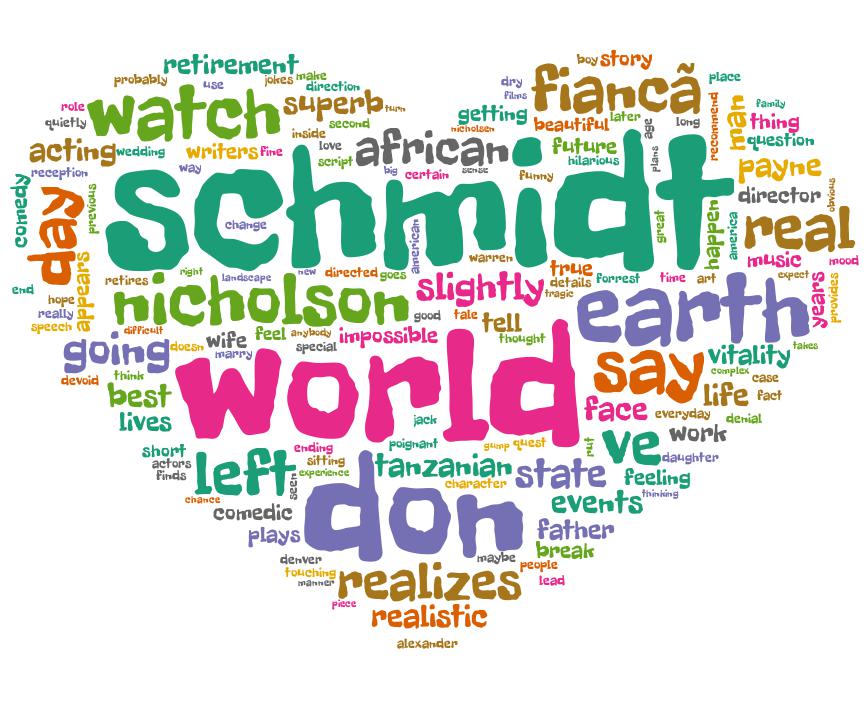 retirement
boy story
probably
use
jokes
make
direction
dry
films
fiancã
place
role
quietly
watch
superb
turn
second
getting
nicholsen
beautiful
later
age
long
recommend
man
family
thing
question
inside
love
script
african
big
certain
sense
funny
future
hilarious
plans
acting
wedding
writers
fine
way
reception
comedy
day
previous
payne
director
obvious
schmidt
change
american
great
happen
america
real
music
mood
warren
end
hope
really
speech
appears
retires
right
landscape
new
directed
goes
slightly
true
details
tragic
forrest
time
art
expect
years
provides
nicholson
good
tale
tell
thought
earth
difficult
going
doesn
wife
marry
feel
anybody
special
impossible
takes
devoid
think
best
lives
world
jack
say
vitality
complex
case
life
fact
face
everyday
denial
work
ve
rut
daughter
short
actors
finds
left
seen
ending
sitting
experience
poignant
gump
quest
tanzanian
character
state
feeling
thinking
events
chance
comedic
plays
don
father
break
denver
touching
manner
maybe
people
lead
realizes
piece
realistic
alexander